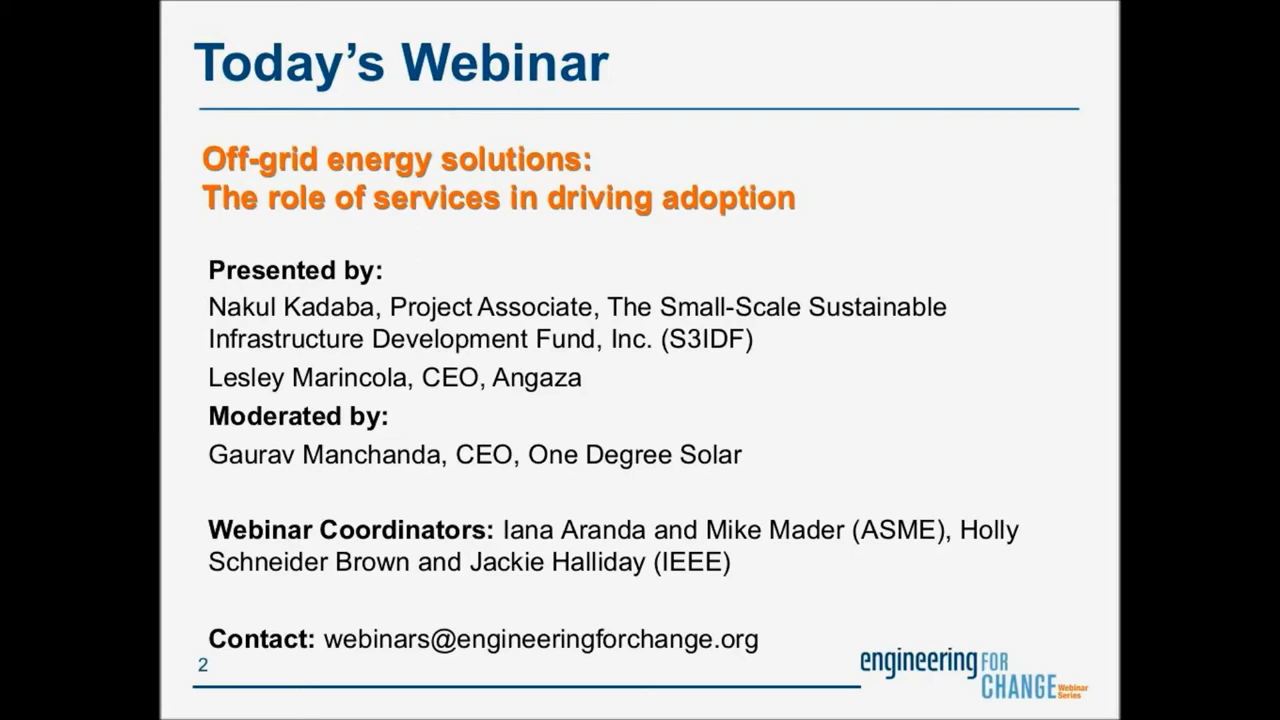 Today's Webinar
Off-grid energy solutions:
The role of services in driving adoption
Presented by:
Nakul Kadaba, Project Associate, The Small-Scale Sustainable
Infrastructure Development Fund, Inc. (S3IDF)
Lesley Marincola, CEO, Angaza
Moderated by:
Gaurav Manchanda, CEO, One Degree Solar
Webinar Coordinators: Iana Aranda and Mike Mader (ASME), Holly
Schneider Brown and Jackie Halliday (IEEE)
Contact: webinars@engineeringforchange.org
2
engineering FOR
CHANGE Webinar
Series